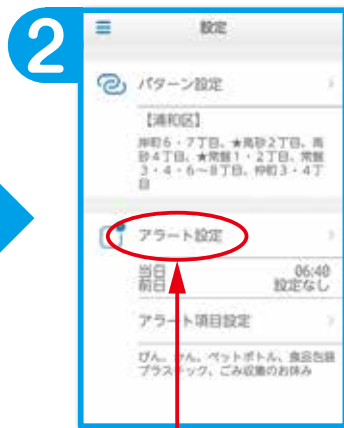 2
設定
パターン設定
【浦和区】
岸町6・7丁目、★高砂2丁目、高
砂4丁目、★常盤1・2丁目、常盤
3・4・6〜8丁目、仲町3・4丁
目
アラート設定
当日 06:40
前日 設定なし
アラート項目設定
びん、かん、ペットボトル、食品包装
プラスチック、ごみ収集のお休み